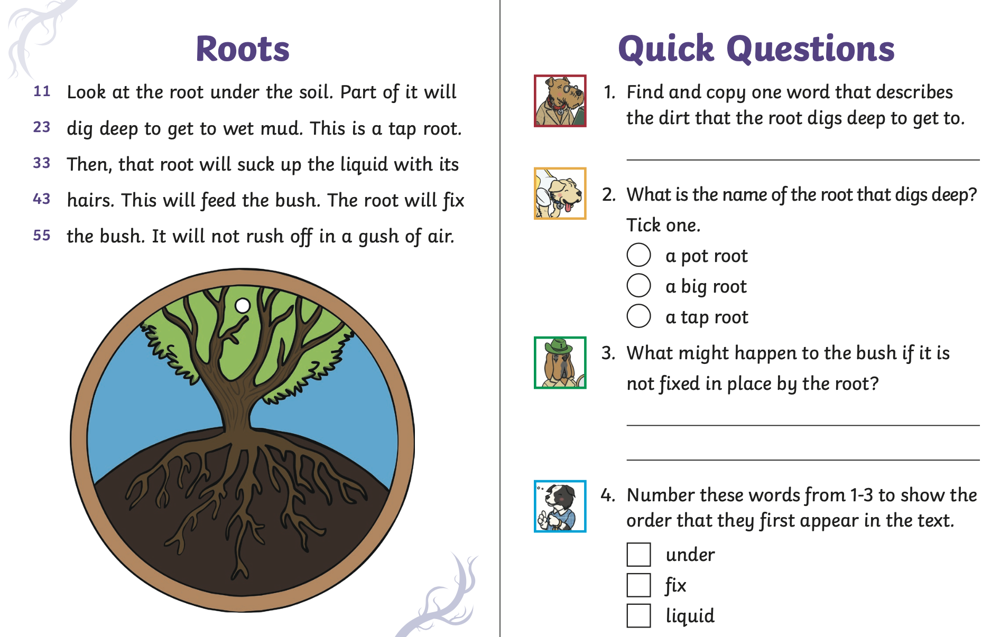 Roots
11 Look at the root under the soil. Part of it will
23 dig deep to get to wet mud. This is a tap root.
33 Then, that root will suck up the liquid with its
43 hairs. This will feed the bush. The root will fix
55 the bush. It will not rush off in a gush of air.
Quick Questions
1. Find and copy one word that describes
the dirt that the root digs deep to get to.
2. What is the name of the root that digs deep?
Tick one.
a pot root
a big root
a tap root
3. What might happen to the bush if it is
not fixed in place by the root?
4. Number these words from 1-3 to show the
order that they first appear in the text.
under
fix
liquid